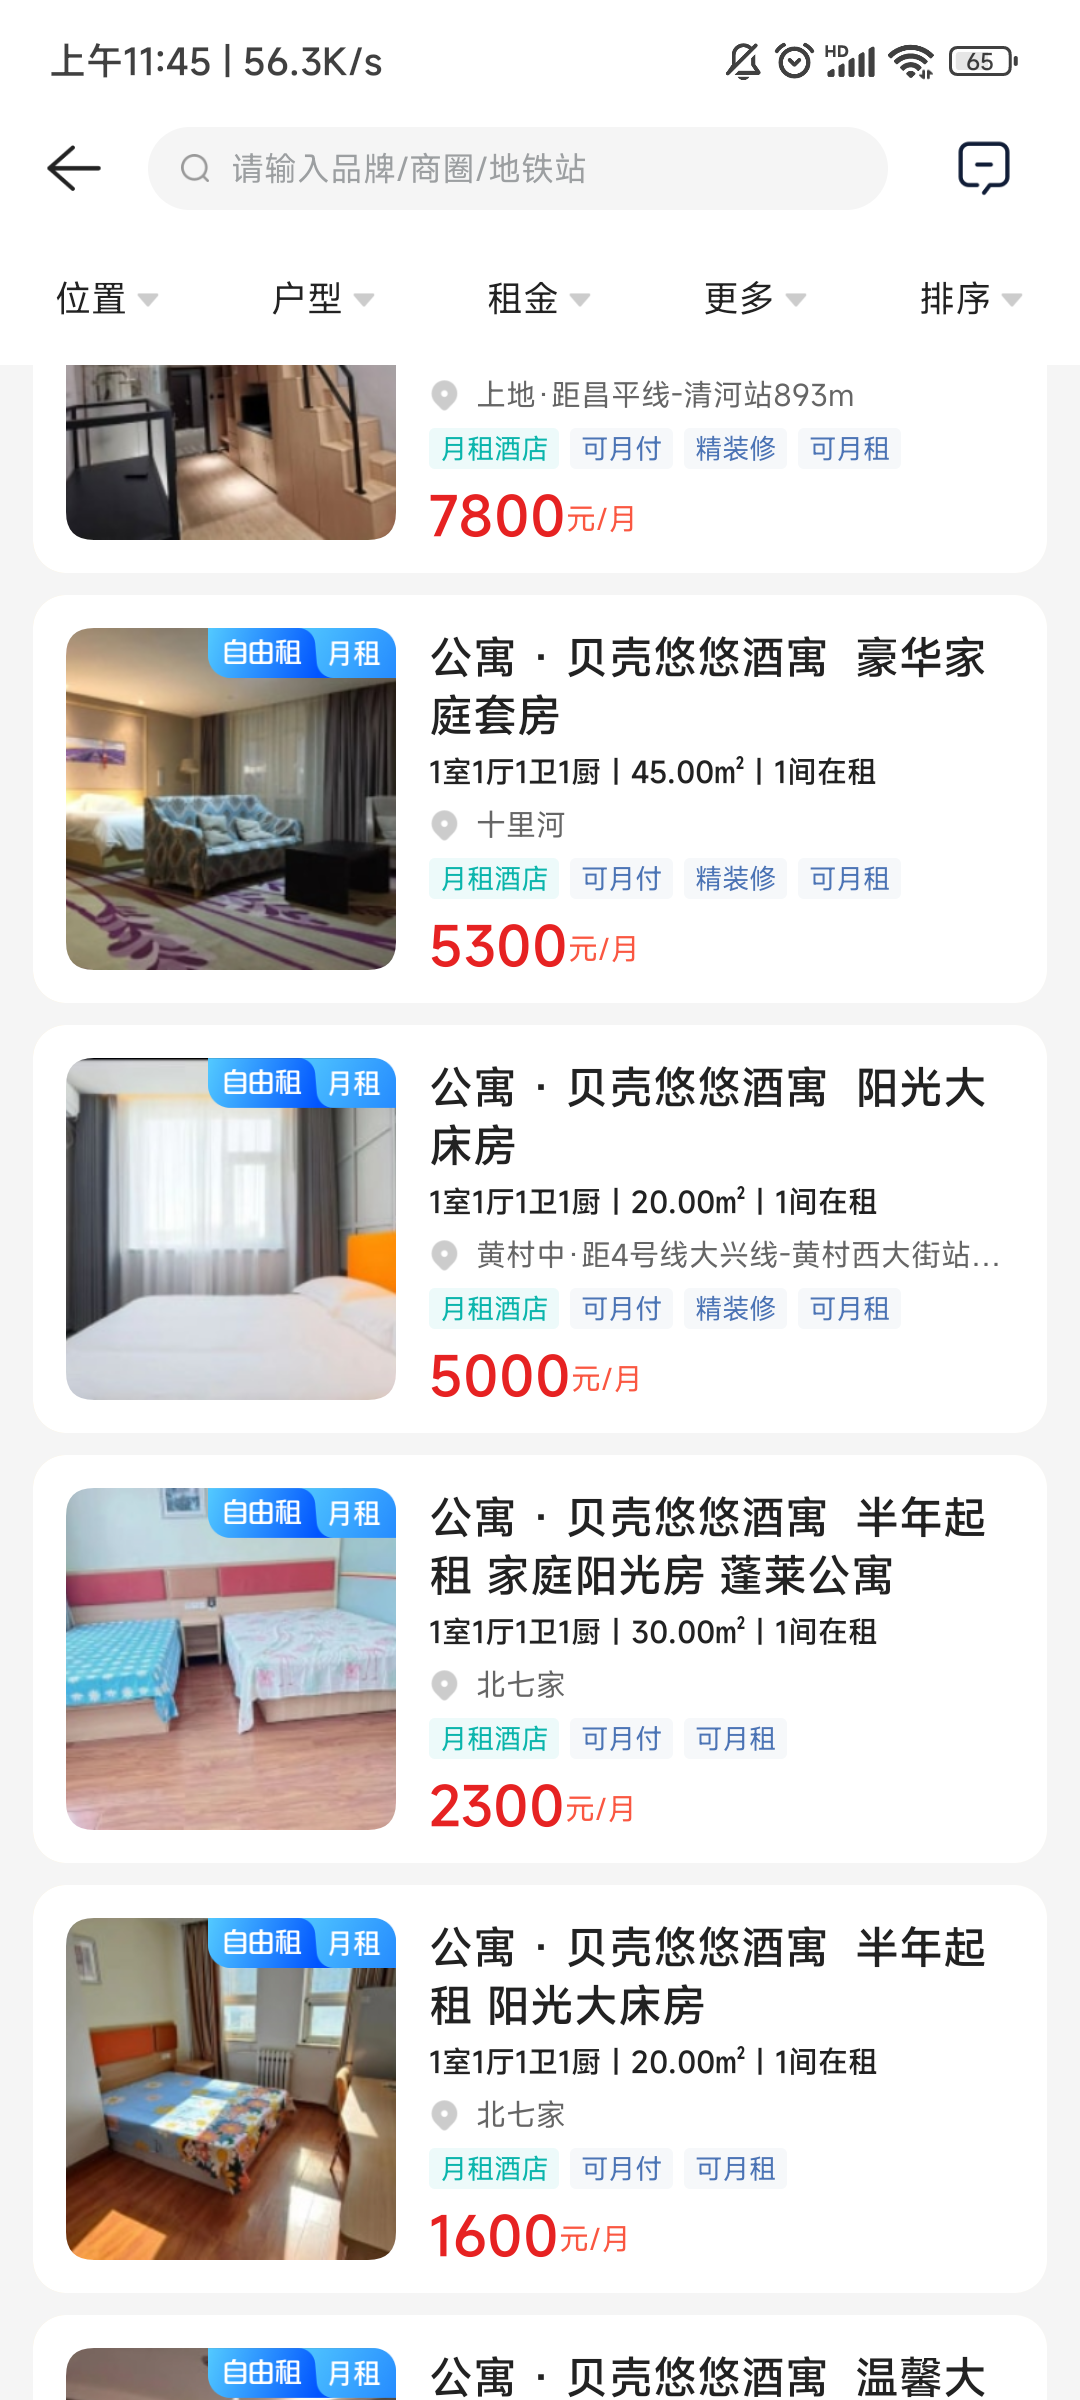 上午11:45 | 56.3K/s
HD
65
请输入品牌/商圈/地铁站
位置 户型 租金 更多 排序
上地·距昌平线-清河站893m
月租酒店 可月付 精装修 可月租
7800元/月
自由租 月租
公寓 · 贝壳悠悠酒寓 豪华家
庭套房
1室1厅1卫1厨 | 45.00m² | 1间在租
十里河
月租酒店 可月付 精装修 可月租
5300元/月
自由租 月租
公寓 · 贝壳悠悠酒寓 阳光大
床房
1室1厅1卫1厨 | 20.00m² | 1间在租
黄村中·距4号线大兴线-黄村西大街站...
月租酒店 可月付 精装修 可月租
5000元/月
自由租 月租
公寓 · 贝壳悠悠酒寓 半年起
租 家庭阳光房 蓬莱公寓
1室1厅1卫1厨 | 30.00m² | 1间在租
北七家
月租酒店 可月付 可月租
2300元/月
自由租 月租
公寓 · 贝壳悠悠酒寓 半年起
租 阳光大床房
1室1厅1卫1厨 | 20.00m² | 1间在租
北七家
月租酒店 可月付 可月租
1600元/月
自由租 月租
公寓 · 贝壳悠悠酒寓 温馨大